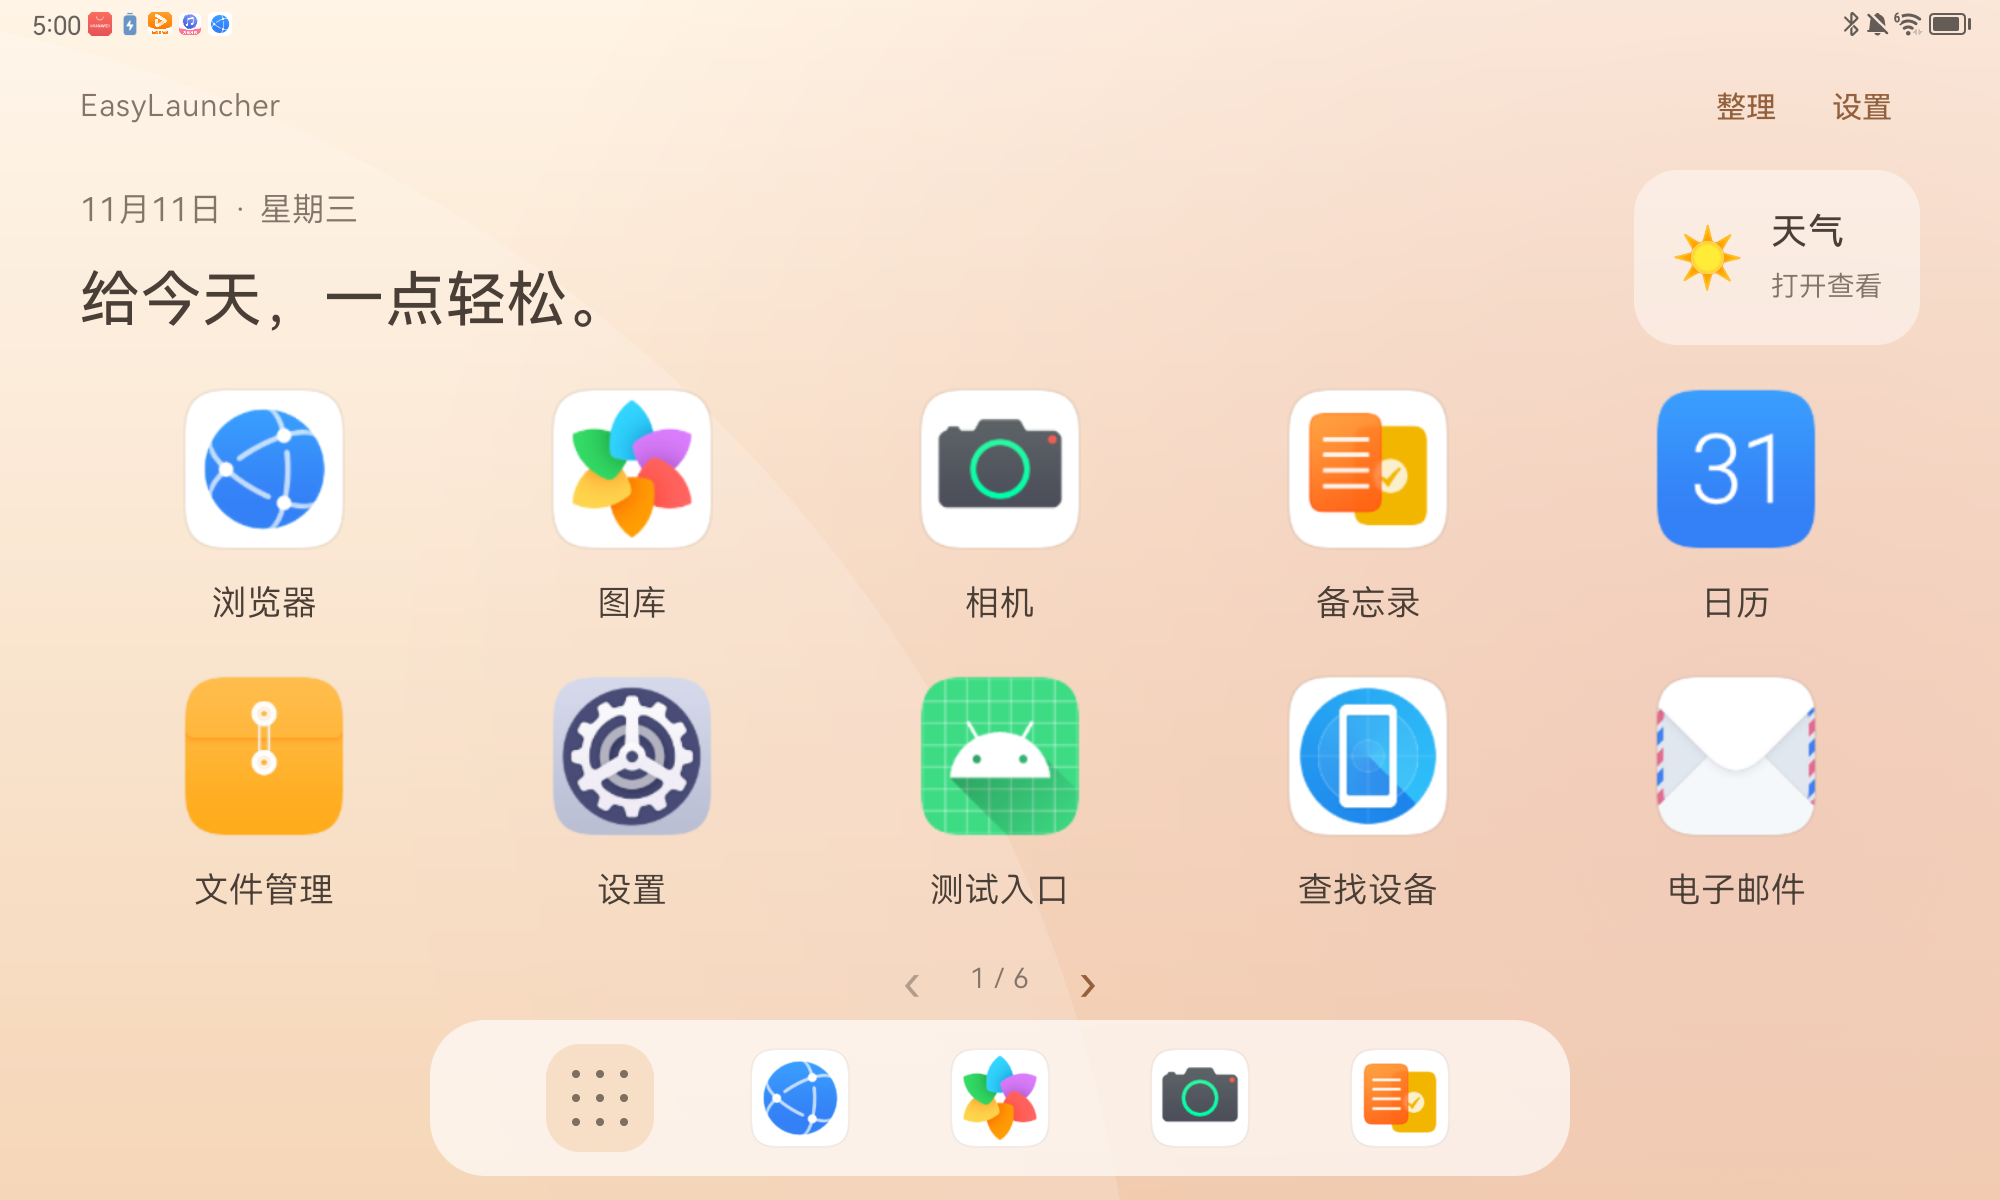 5:00
EasyLauncher
整理
设置
11月11日 · 星期三
给今天，一点轻松。
天气
打开查看
31
浏览器
图库
相机
备忘录
日历
文件管理
设置
测试入口
查找设备
电子邮件
‹ 1 / 6 ›